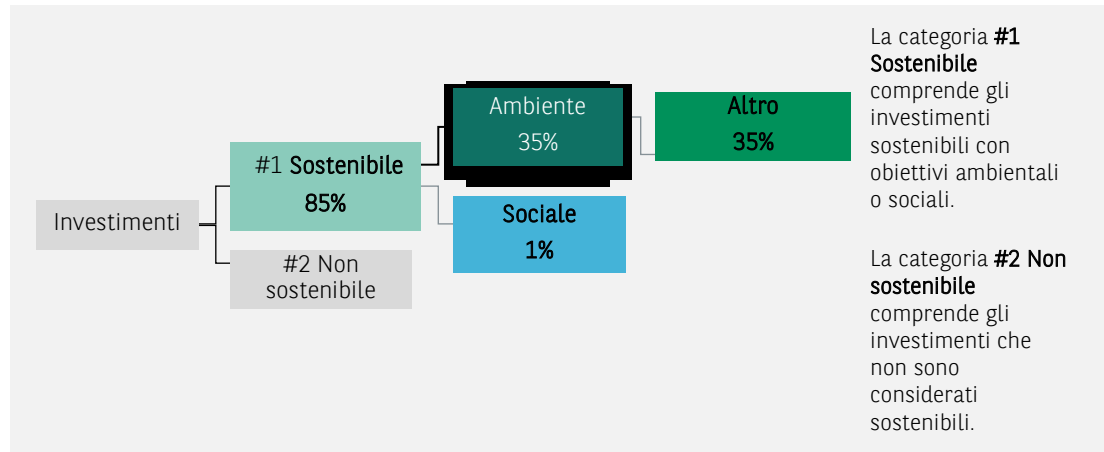 Investimenti
#1 Sostenibile
85%
#2 Non
sostenibile
Ambiente
35%
Sociale
1%
Altro
35%
La categoria #1
Sostenibile
comprende gli
investimenti
sostenibili con
obiettivi ambientali
o sociali.
La categoria #2 Non
sostenibile
comprende gli
investimenti che
non sono
considerati
sostenibili.